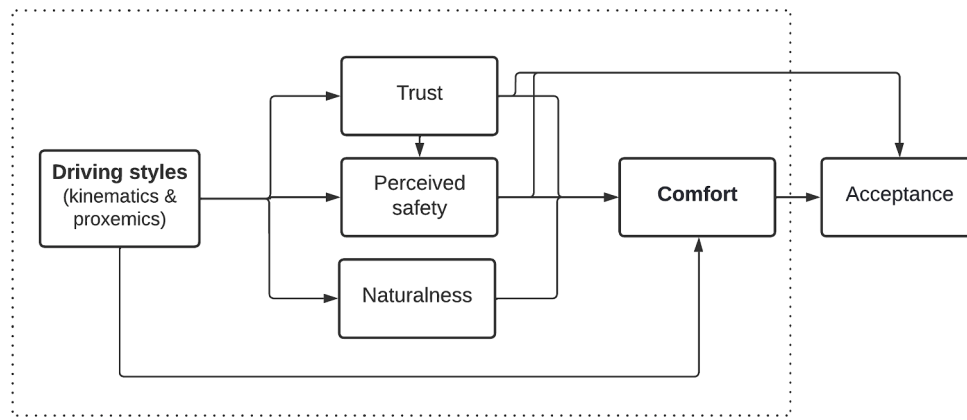 Trust
Driving styles
(kinematics &
proxemics)
Perceived
safety
Comfort
Acceptance
Naturalness